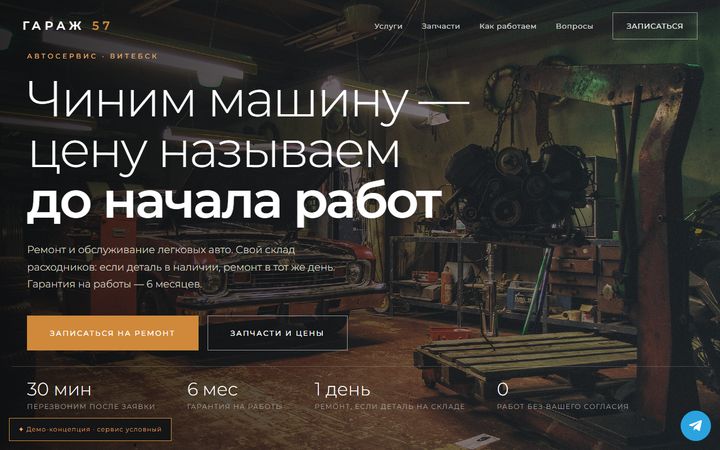 ГАРАЖ 57
Услуги
Запчасти
Как работаем
Вопросы
ЗАПИСАТЬСЯ
АВТОСЕРВИС · ВИТЕБСК
Чиним машину —
цену называем
до начала работ
Ремонт и обслуживание легковых авто. Свой склад
расходников: если деталь в наличии, ремонт в тот же день.
Гарантия на работы — 6 месяцев.
ЗАПИСАТЬСЯ НА РЕМОНТ
ЗАПЧАСТИ И ЦЕНЫ
30 мин
ПЕРЕЗВОНИМ ПОСЛЕ ЗАЯВКИ
6 мес
ГАРАНТИЯ НА РАБОТЫ
1 день
РЕМОНТ, ЕСЛИ ДЕТАЛЬ НА СКЛАДЕ
0
РАБОТ БЕЗ ВАШЕГО СОГЛАСИЯ
✦ Демо-концепция · сервис условный